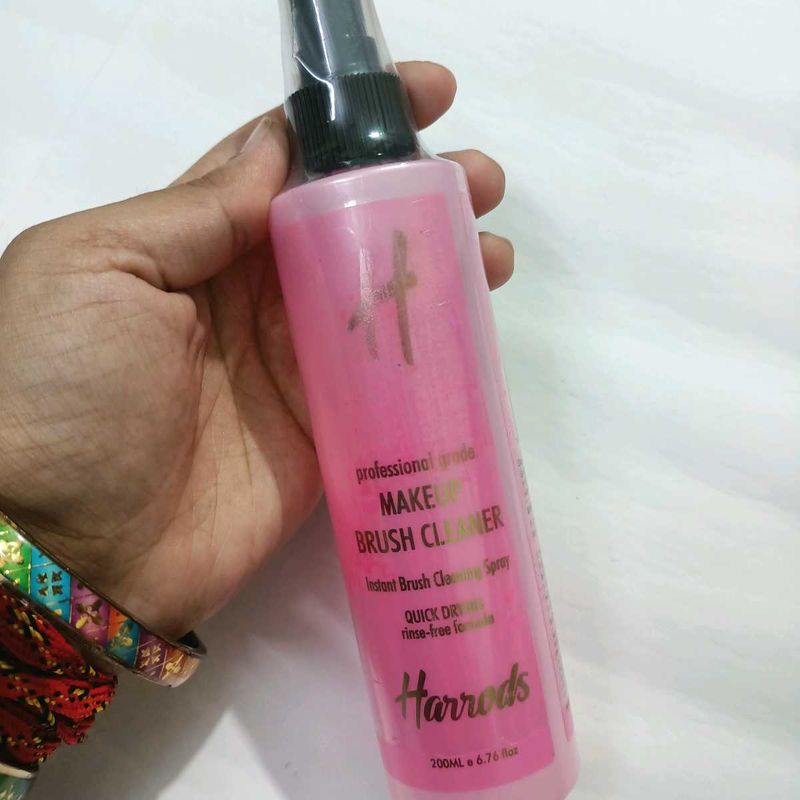 H
professional grade
MAKEUP
BRUSH CLEANER
Instant Brush Cleaning Spray
QUICK DRYING
rinse-free formula
Harrods
200ML e 6.76 floz